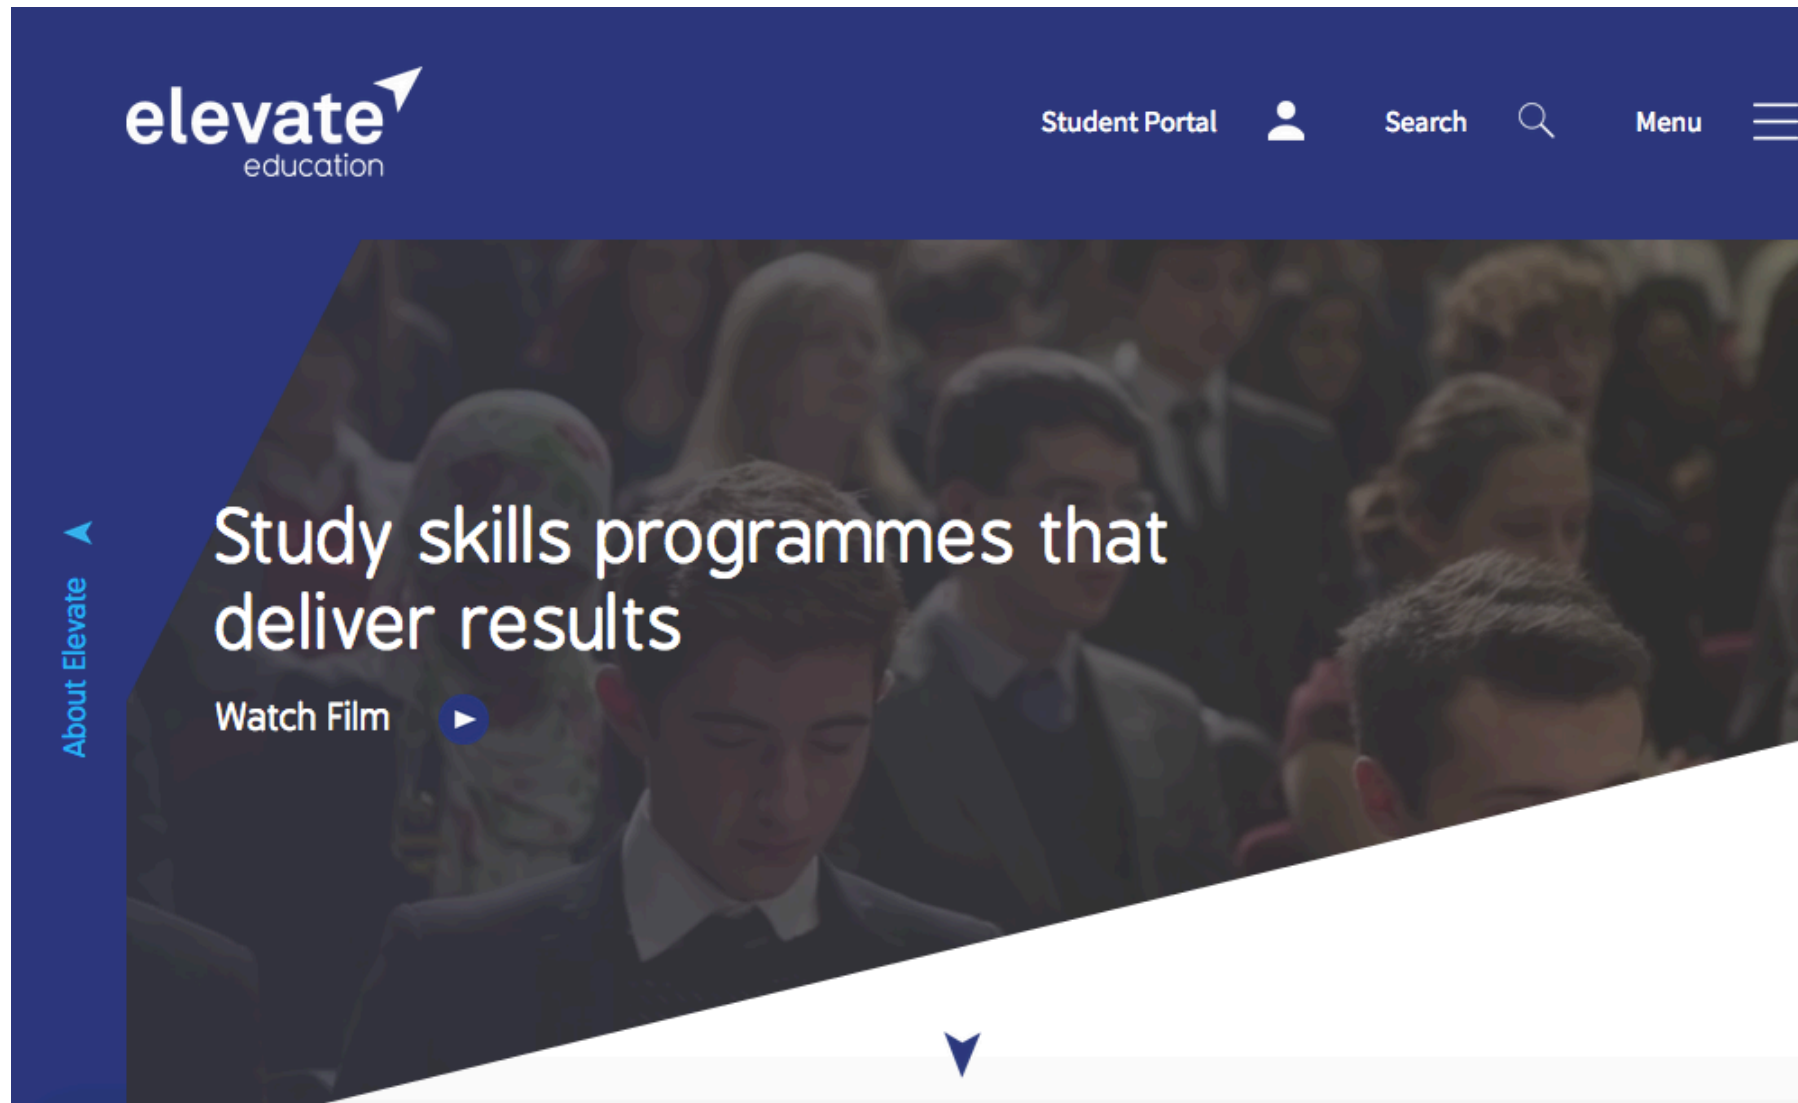 elevate
education
Student Portal
Search
Menu
Study skills programmes that
deliver results
Watch Film
About Elevate